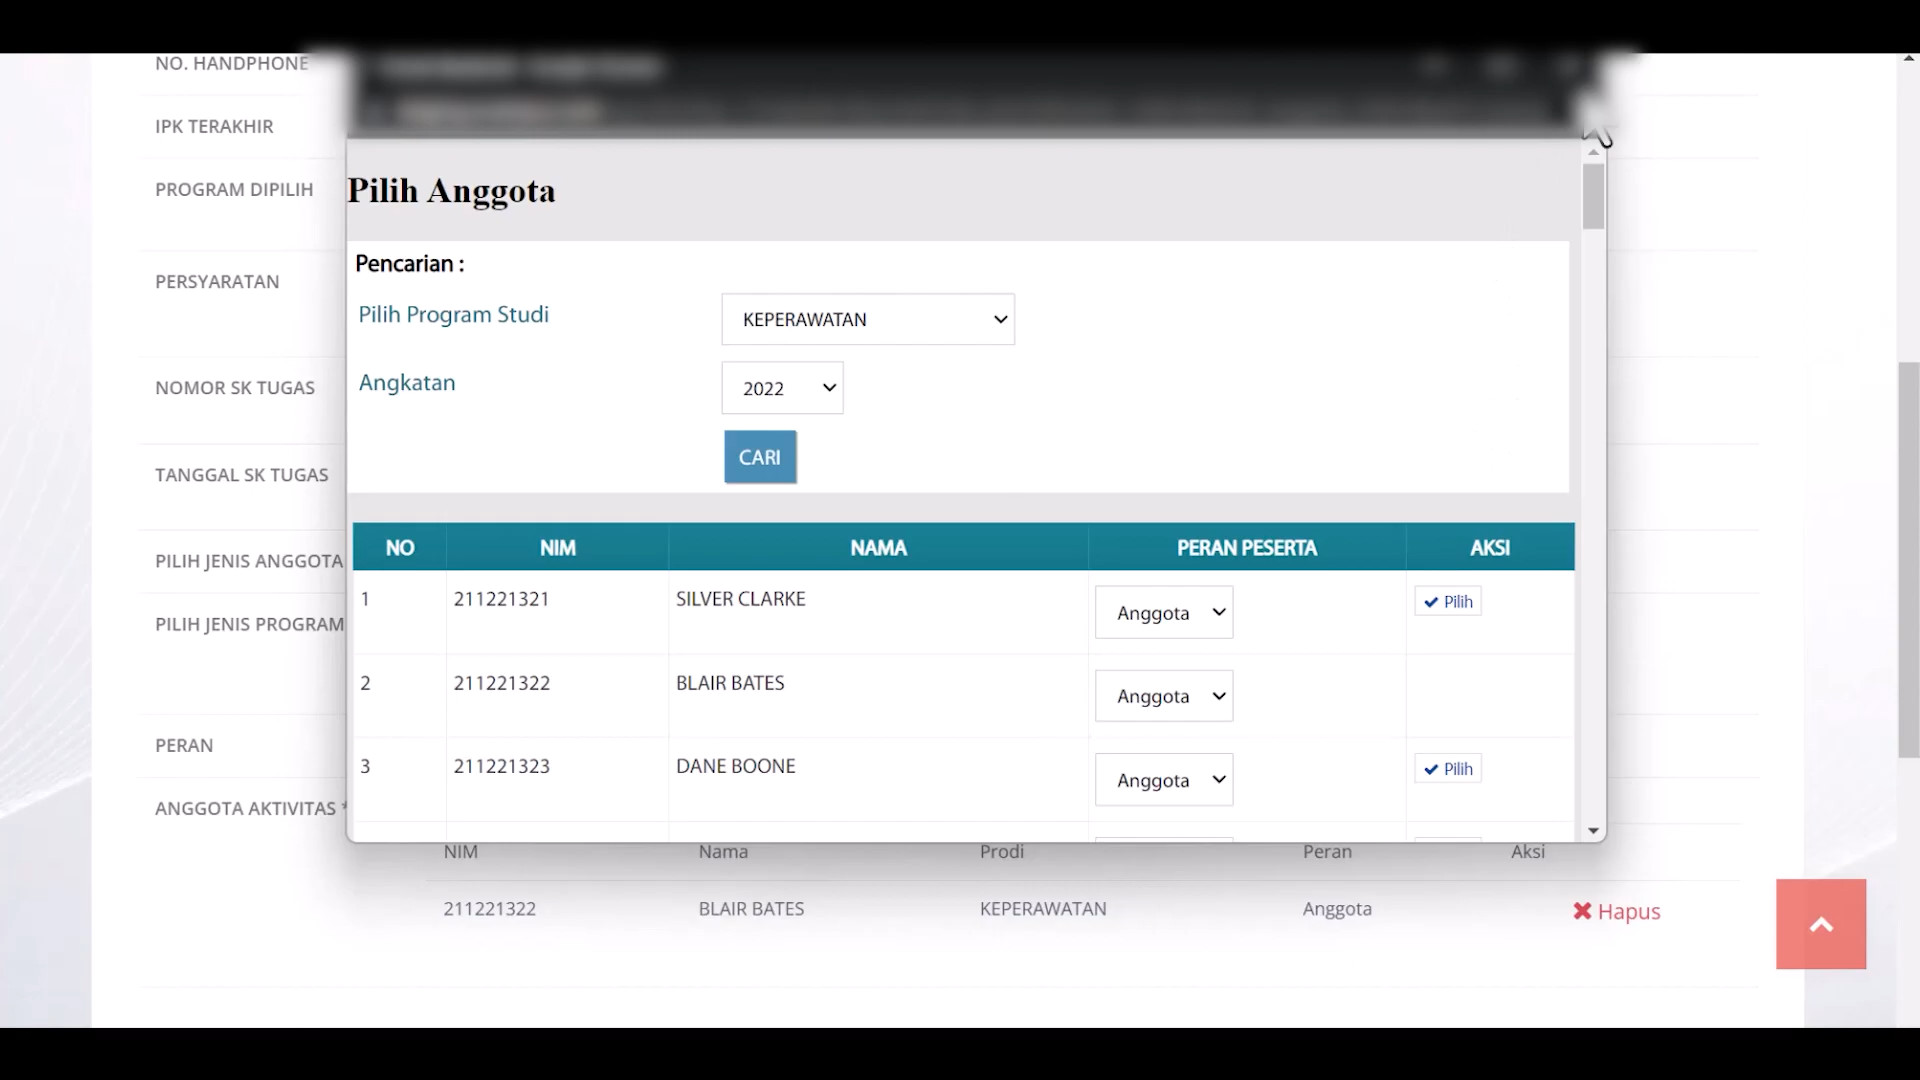 NO. HANDPHONE
IPK TERAKHIR
PROGRAM DIPILIH
PERSYARATAN
NOMOR SK TUGAS
TANGGAL SK TUGAS
PILIH JENIS ANGGOTA
PILIH JENIS PROGRAM
PERAN
ANGGOTA AKTIVITAS *
Pilih Anggota
Pencarian :
Pilih Program Studi KEPERAWATAN
Angkatan 2022
CARI
NO NIM NAMA PERAN PESERTA AKSI
1 211221321 SILVER CLARKE Anggota Pilih
2 211221322 BLAIR BATES Anggota
3 211221323 DANE BOONE Anggota Pilih
NIM Nama Prodi Peran Aksi
211221322 BLAIR BATES KEPERAWATAN Anggota Hapus